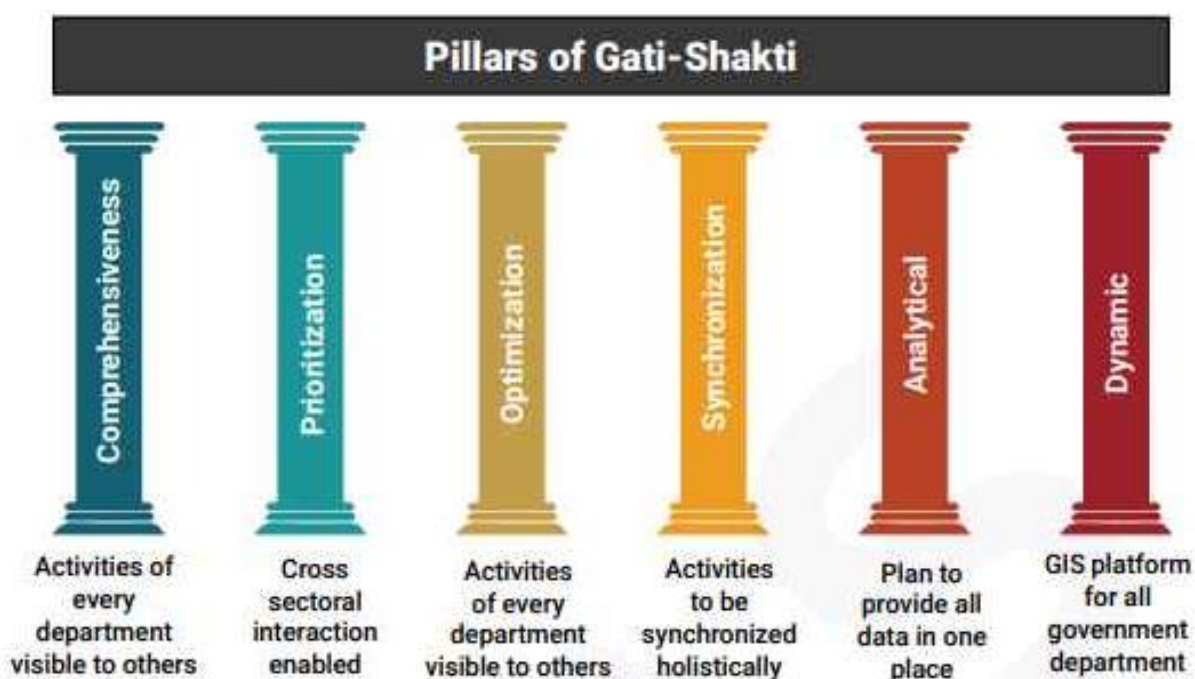 Pillars of Gati-Shakti
Comprehensiveness
Prioritization
Optimization
Synchronization
Analytical
Dynamic
Activities of
every
department
visible to others
Cross
sectoral
interaction
enabled
Activities
of every
department
visible to others
Activities
to be
synchronized
holistically
Plan to
provide all
data in one
place
GIS platform
for all
government
department